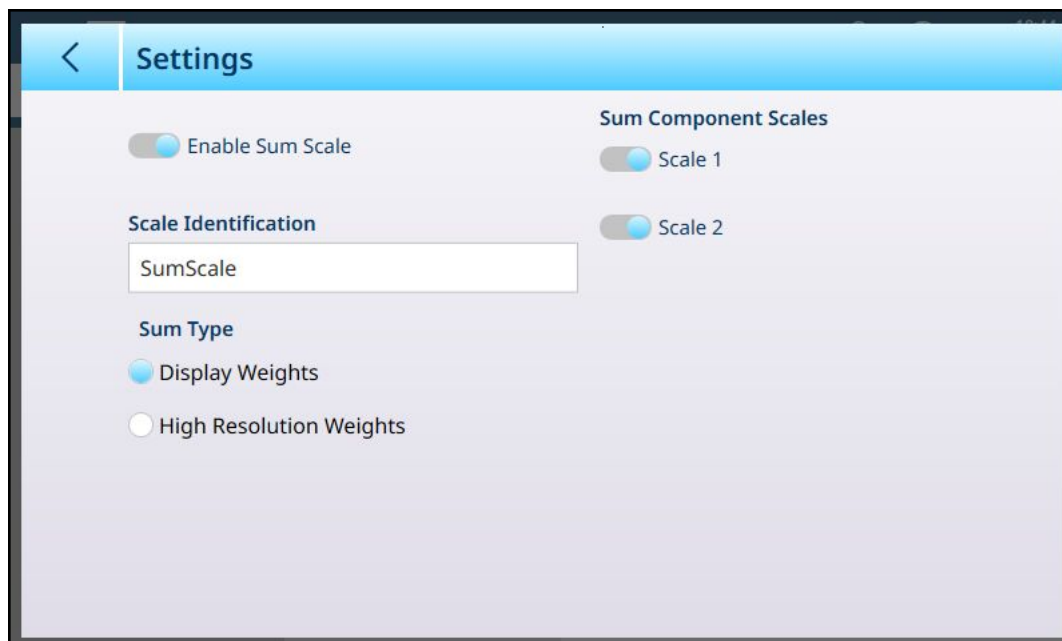 Settings
Enable Sum Scale
Scale Identification
SumScale
Sum Type
Display Weights
High Resolution Weights
Sum Component Scales
Scale 1
Scale 2